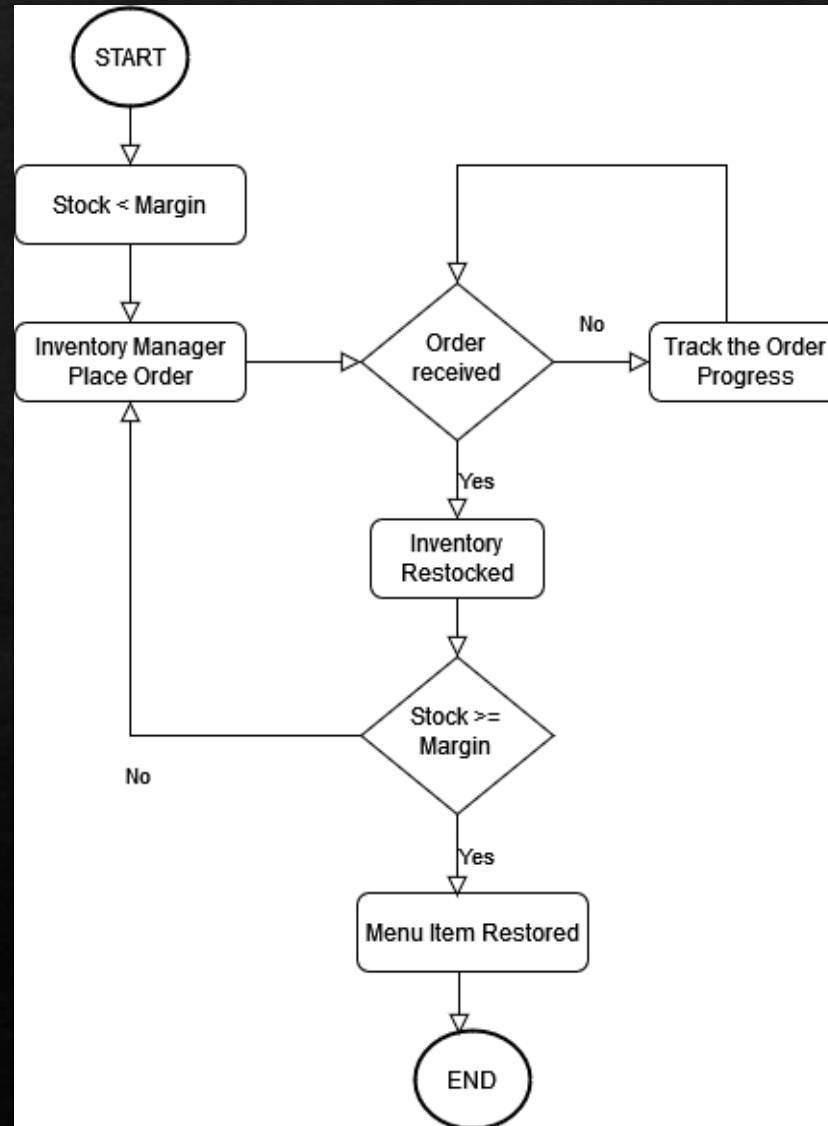 START
Stock < Margin
Inventory Manager
Place Order
Order
received
No
Track the Order
Progress
Yes
Inventory
Restocked
Stock >=
Margin
No
Yes
Menu Item Restored
END